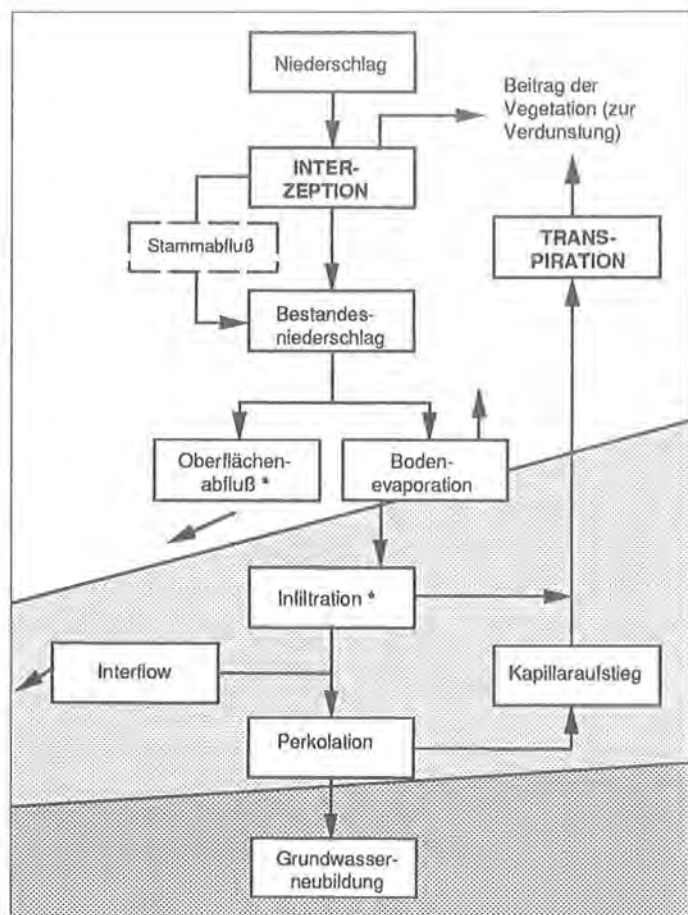 Niederschlag
Beitrag der
Vegetation (zur
Verdunstung)
INTER-
ZEPTION
Stammabfluß
TRANS-
PIRATION
Bestandes-
niederschlag
Oberflächen-
abfluß *
Boden-
evaporation
Infiltration *
Interflow
Kapillaraufstieg
Perkolation
Grundwasser-
neubildung